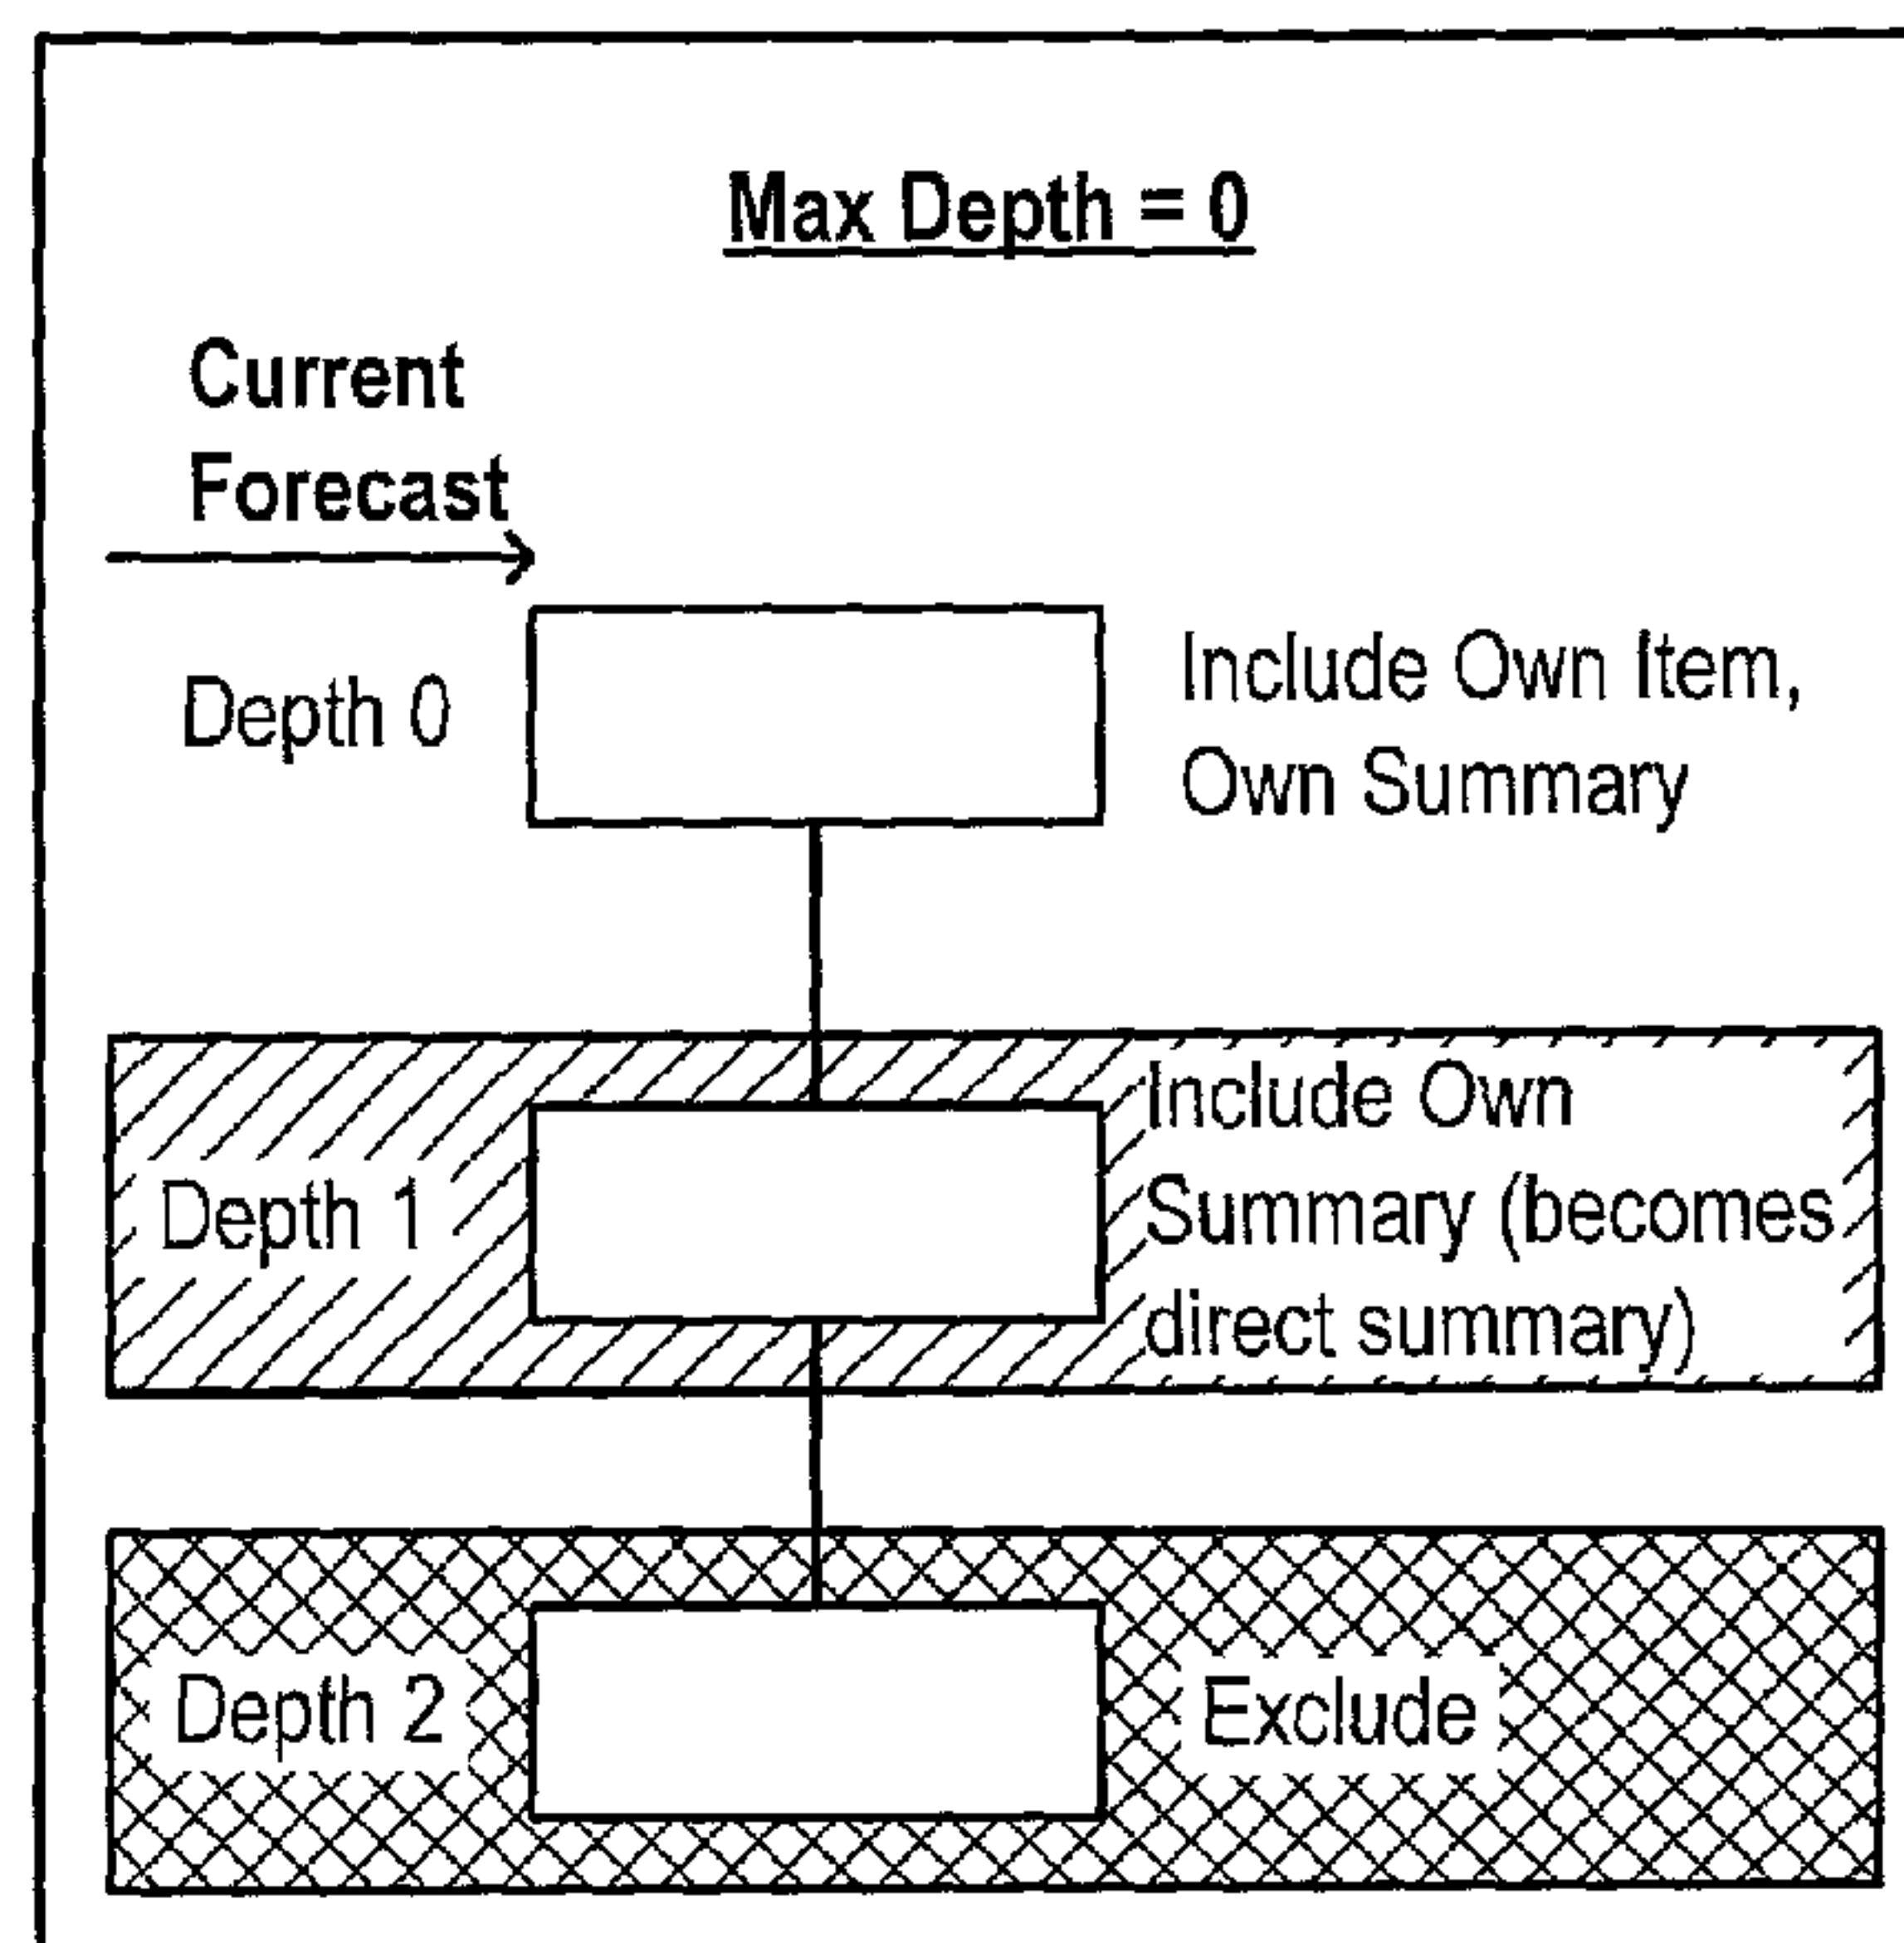 Max Depth = 0
Current
Forecast
Depth 0
Include Own Item,
Own Summary
Depth 1
Include Own
Summary (becomes
direct summary)
Depth 2
Exclude